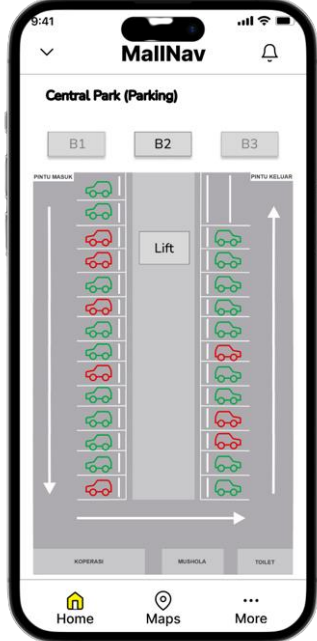 9:41
MallNav
Central Park (Parking)
B1 B2 B3
PINTU MASUK PINTU KELUAR
Lift
KOPERASI MUSHOLA TOILET
Home Maps More